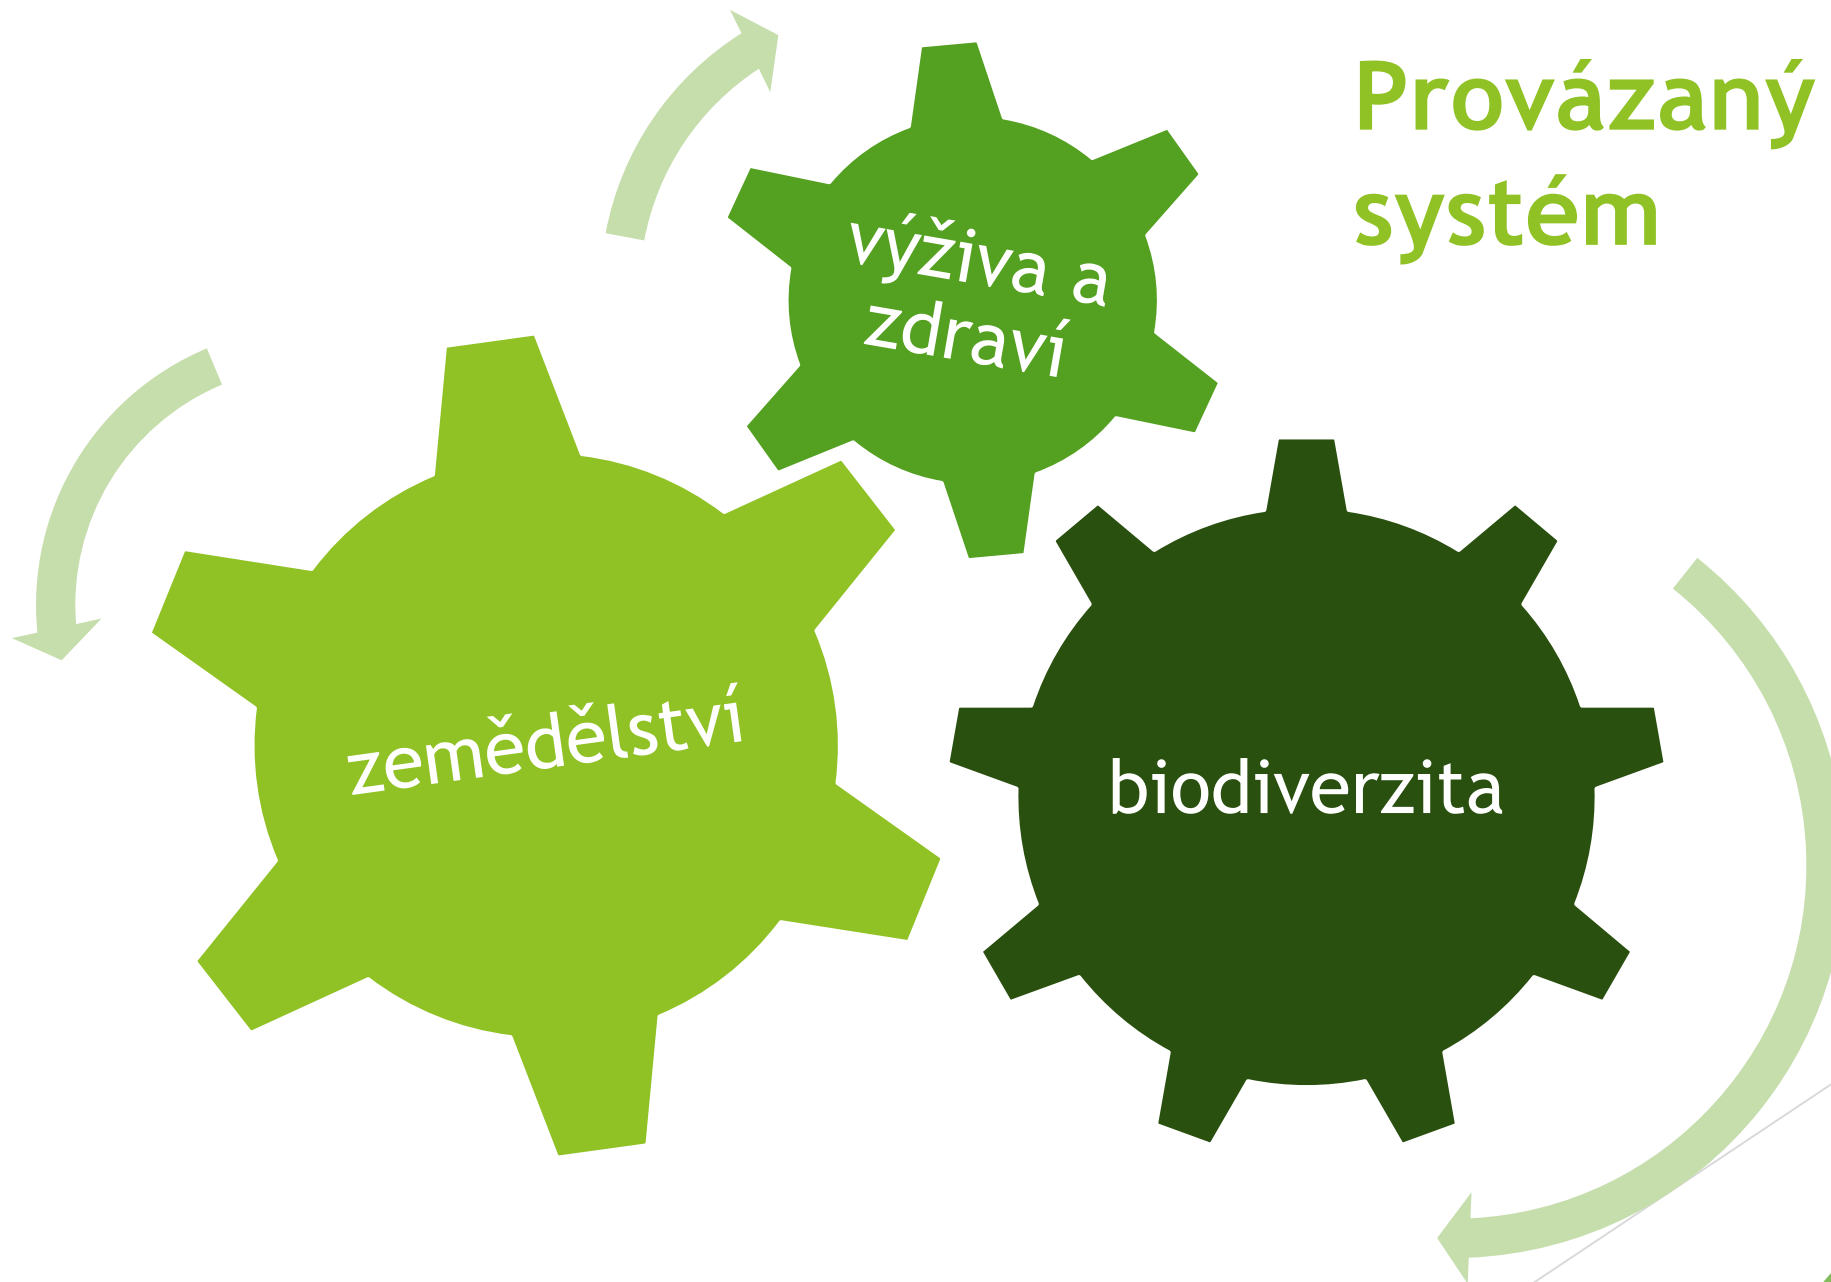 Provázaný
systém
výživa a
zdraví
zemědělství
biodiverzita